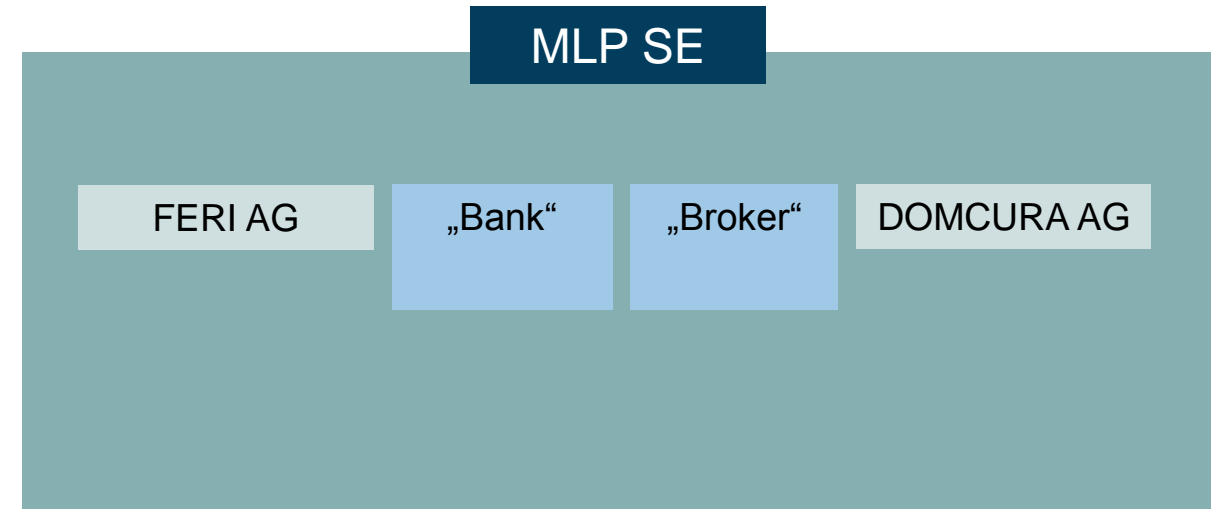 MLP SE
FERI AG
„Bank“
„Broker“
DOMCURA AG